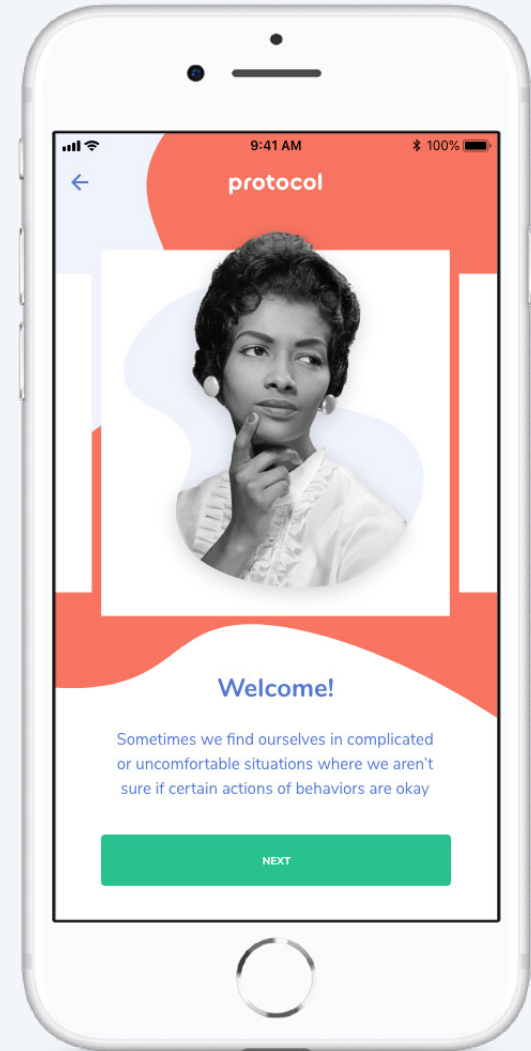 9:41 AM
100%
protocol
Welcome!
Sometimes we find ourselves in complicated
or uncomfortable situations where we aren't
sure if certain actions of behaviors are okay
NEXT